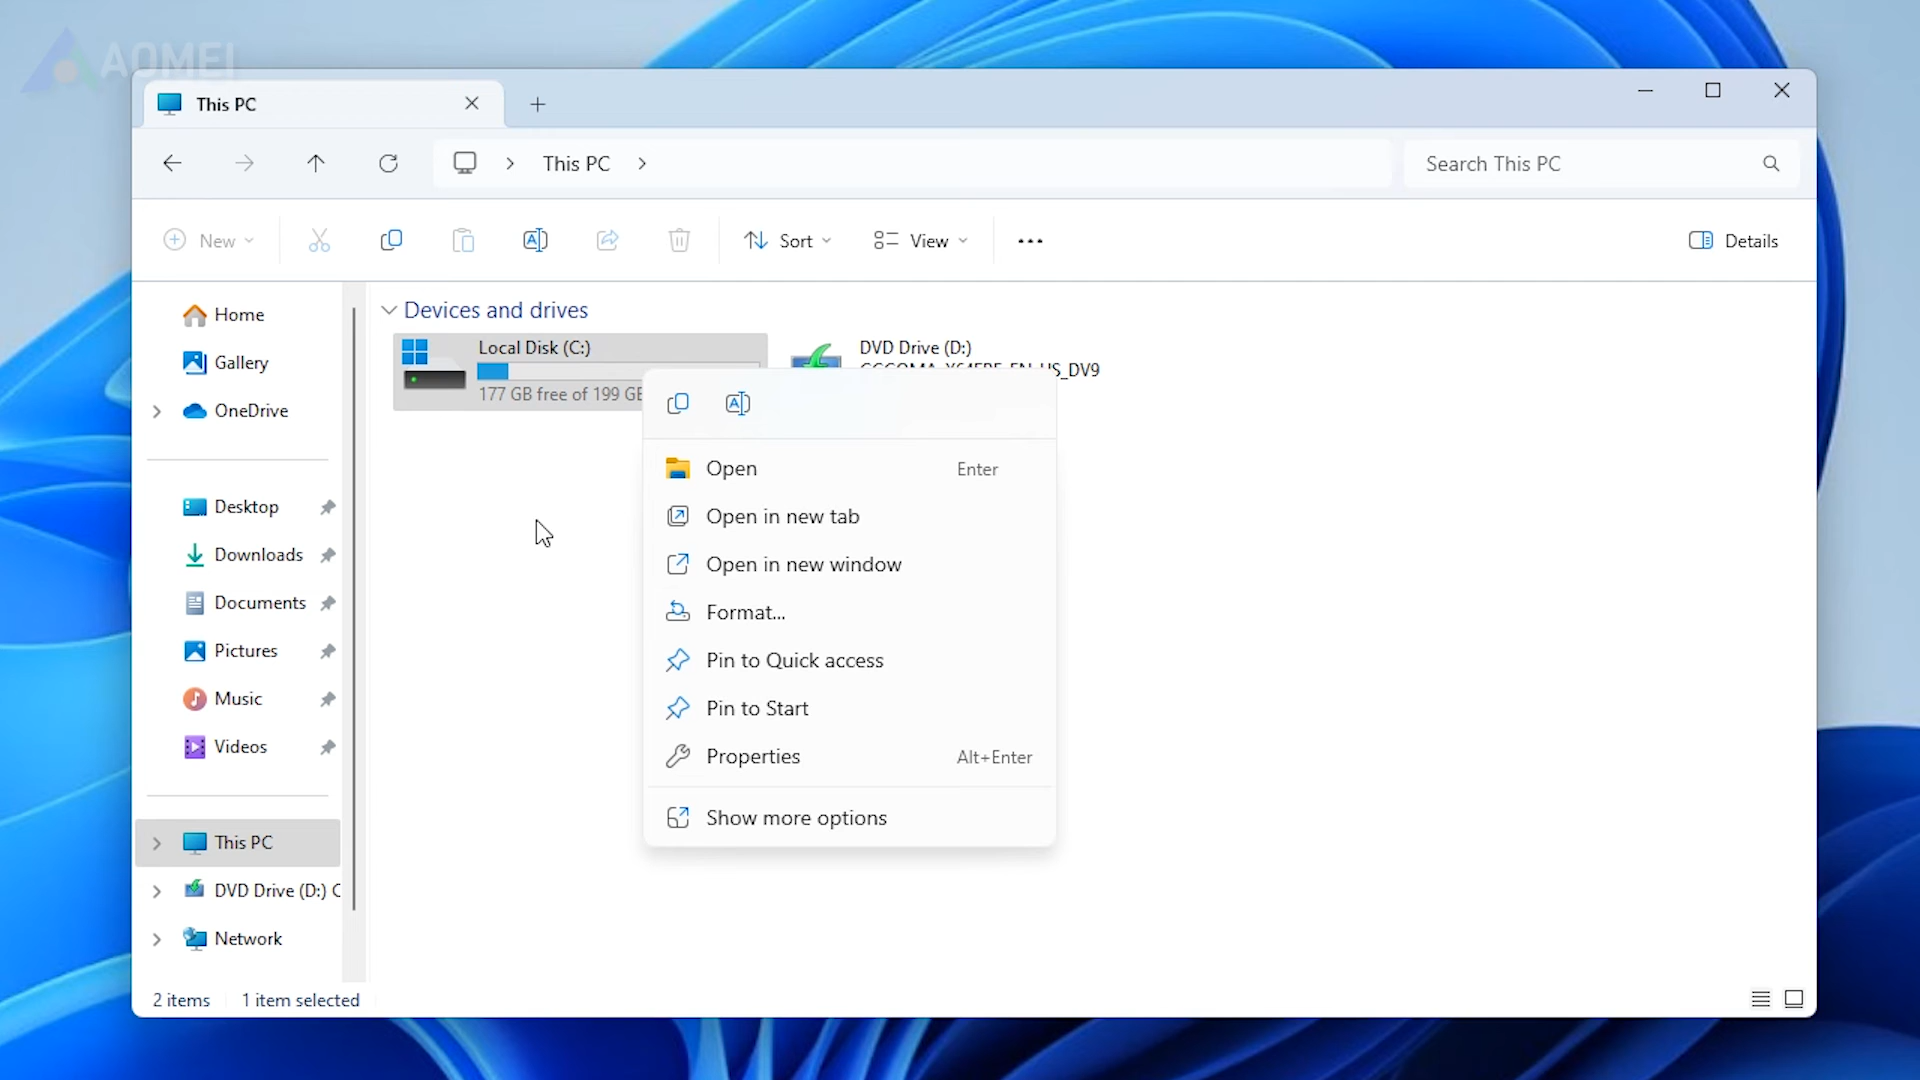 AOMEI
This PC
This PC
Search This PC
New
Sort
View
Details
Home
Gallery
OneDrive
Desktop
Downloads
Documents
Pictures
Music
Videos
This PC
DVD Drive (D:) C
Network
Devices and drives
Local Disk (C:)
177 GB free of 199 GB
DVD Drive (D:)
EN_US_DV9
Open Enter
Open in new tab
Open in new window
Format...
Pin to Quick access
Pin to Start
Properties Alt+Enter
Show more options
2 items
1 item selected